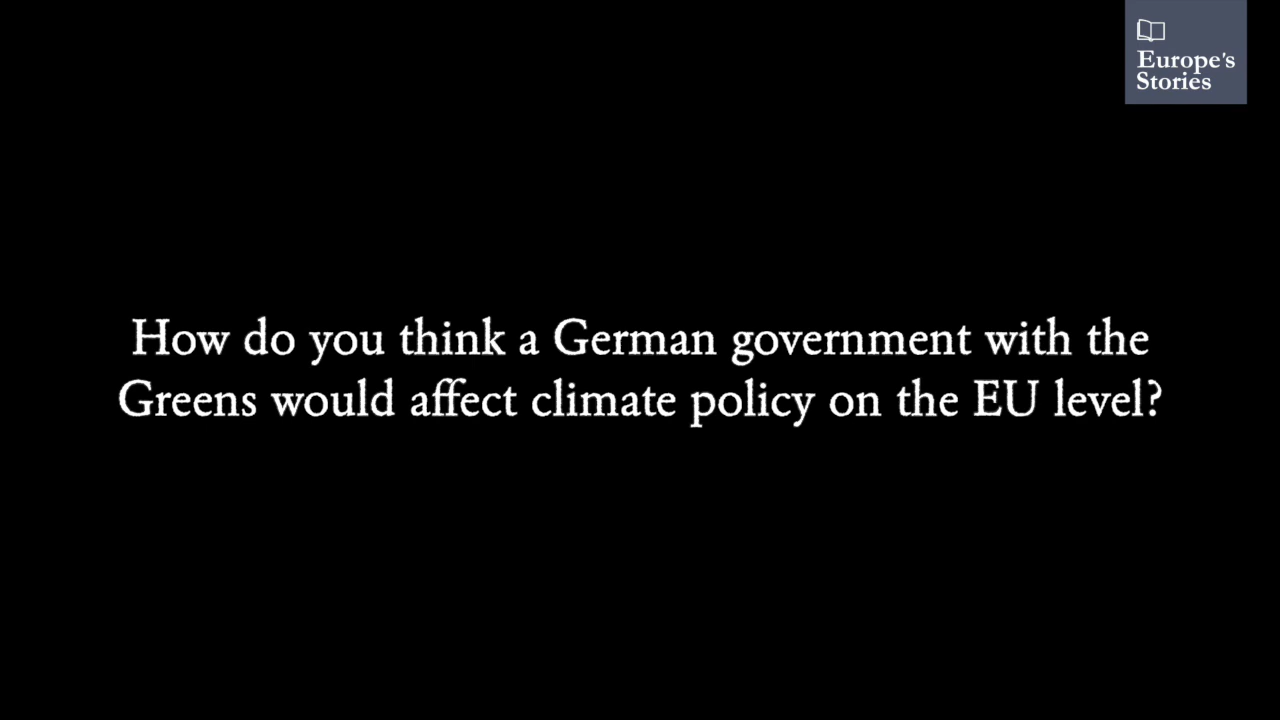 Europe's
Stories
How do you think a German government with the
Greens would affect climate policy on the EU level?